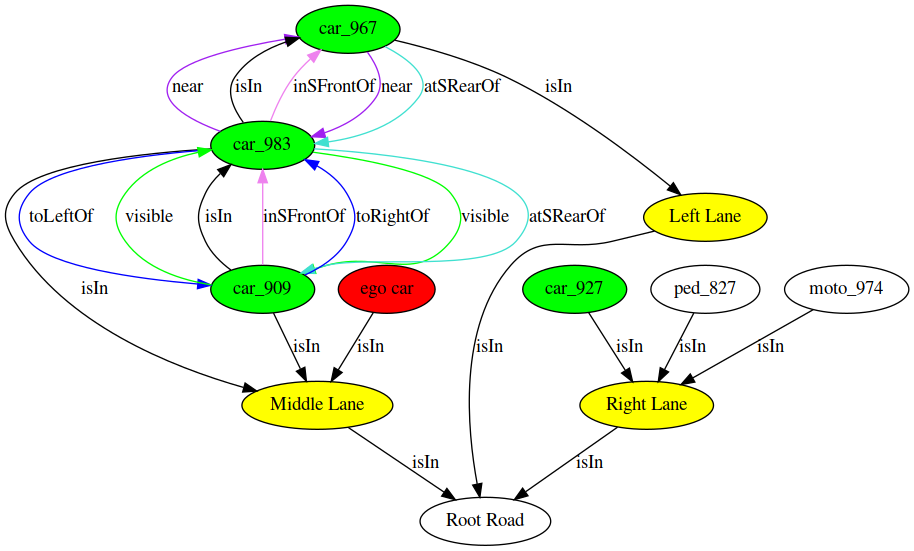 car_967
near
isIn
inSFrontOf
near
atSRearOf
isIn
car_983
toLeftOf
visible
isIn
inSFrontOf
toRightOf
visible
atSRearOf
Left Lane
isIn
car_909
ego car
car_927
ped_827
moto_974
isIn
isIn
isIn
isIn
isIn
isIn
Middle Lane
Right Lane
isIn
isIn
Root Road